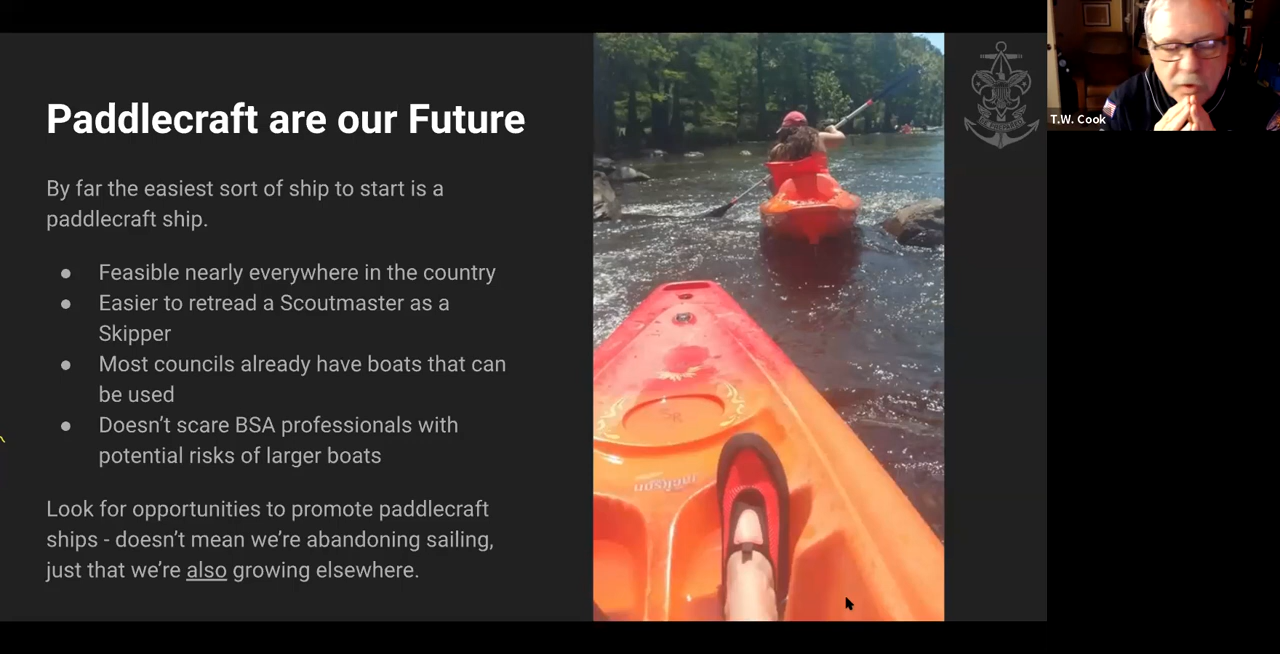 Paddlecraft are our Future
By far the easiest sort of ship to start is a
paddlecraft ship.
● Feasible nearly everywhere in the country
● Easier to retread a Scoutmaster as a
Skipper
● Most councils already have boats that can
be used
● Doesn’t scare BSA professionals with
potential risks of larger boats
Look for opportunities to promote paddlecraft
ships - doesn’t mean we’re abandoning sailing,
just that we’re also growing elsewhere.
jackson
BE PREPARED
T.W. Cook